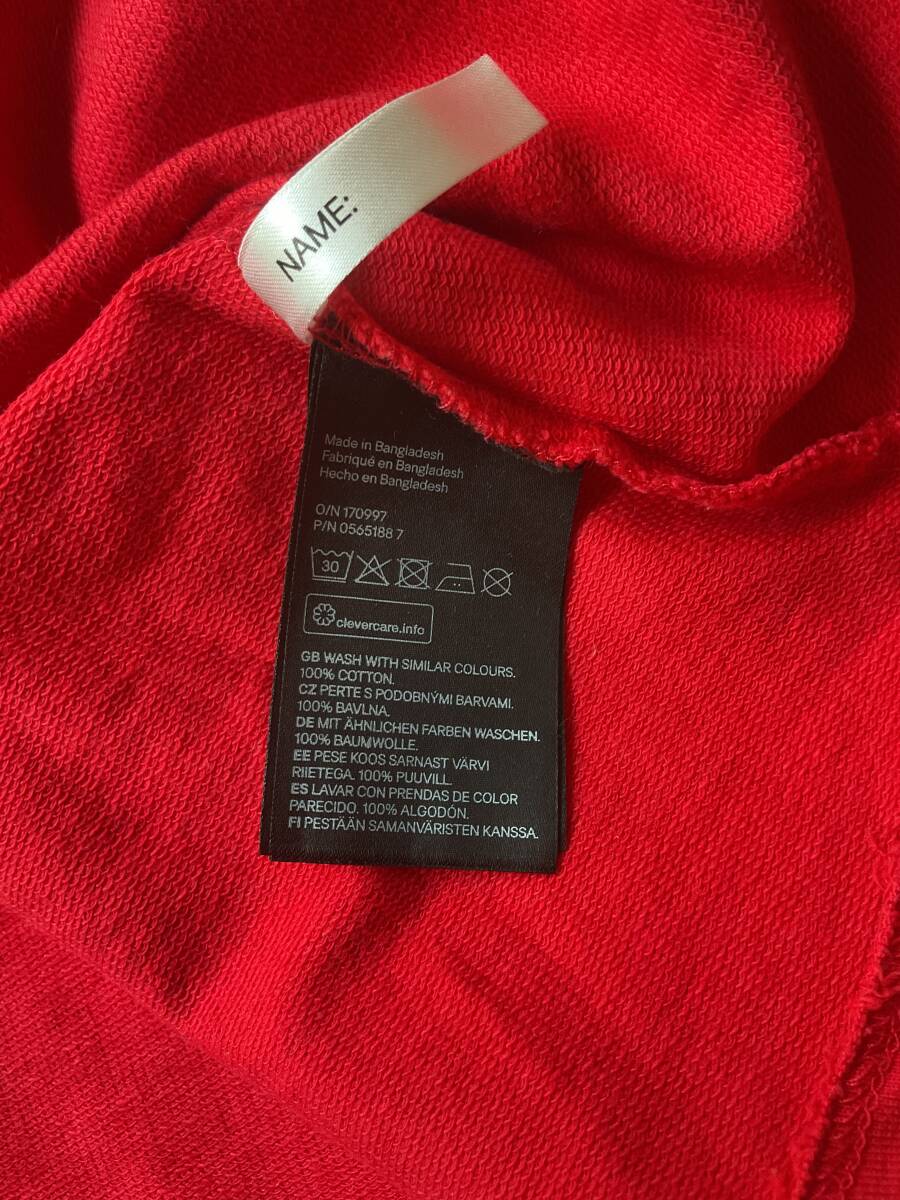 NAME:
Made in Bangladesh
Fabriqué en Bangladesh
Hecho en Bangladesh
O/N 170997
P/N 0565188 7
30
clevercare.info
GB WASH WITH SIMILAR COLOURS.
100% COTTON.
CZ PERTE S PODOBNÝMI BARVAMI.
100% BAVLNA.
DE MIT ÄHNLICHEN FARBEN WASCHEN.
100% BAUMWOLLE.
EE PESE KOOS SARNAST VÄRVI
RIIETEGA. 100% PUUVILL.
ES LAVAR CON PRENDAS DE COLOR
PARECIDO. 100% ALGODÓN.
FI PESTÄÄN SAMANVÄRISTEN KANSSA.